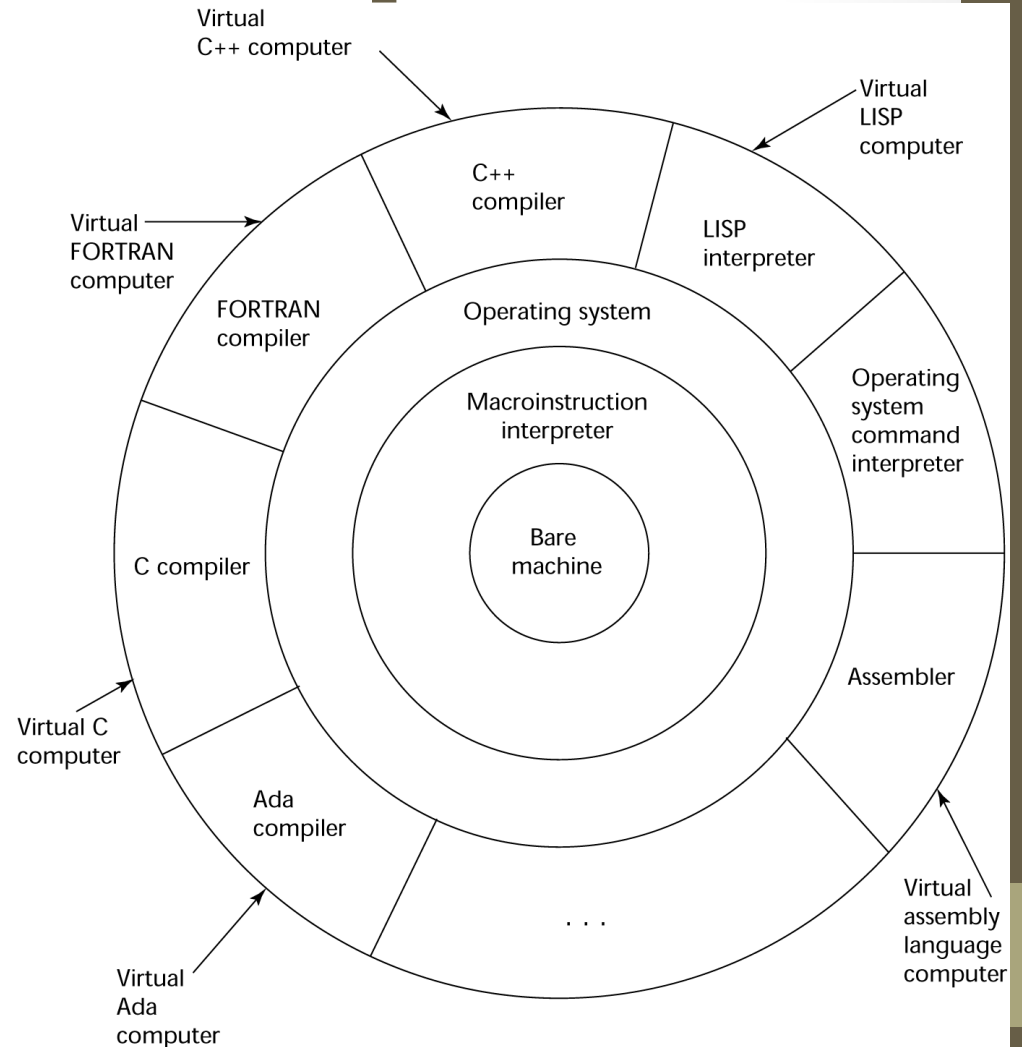 Virtual
C++ computer
Virtual
LISP
computer
C++
compiler
Virtual
FORTRAN
computer
LISP
interpreter
FORTRAN
compiler
Operating system
Operating
system
command
interpreter
Macroinstruction
interpreter
Bare
machine
C compiler
Assembler
Virtual C
computer
Ada
compiler
Virtual
assembly
language
computer
. . .
Virtual
Ada
computer